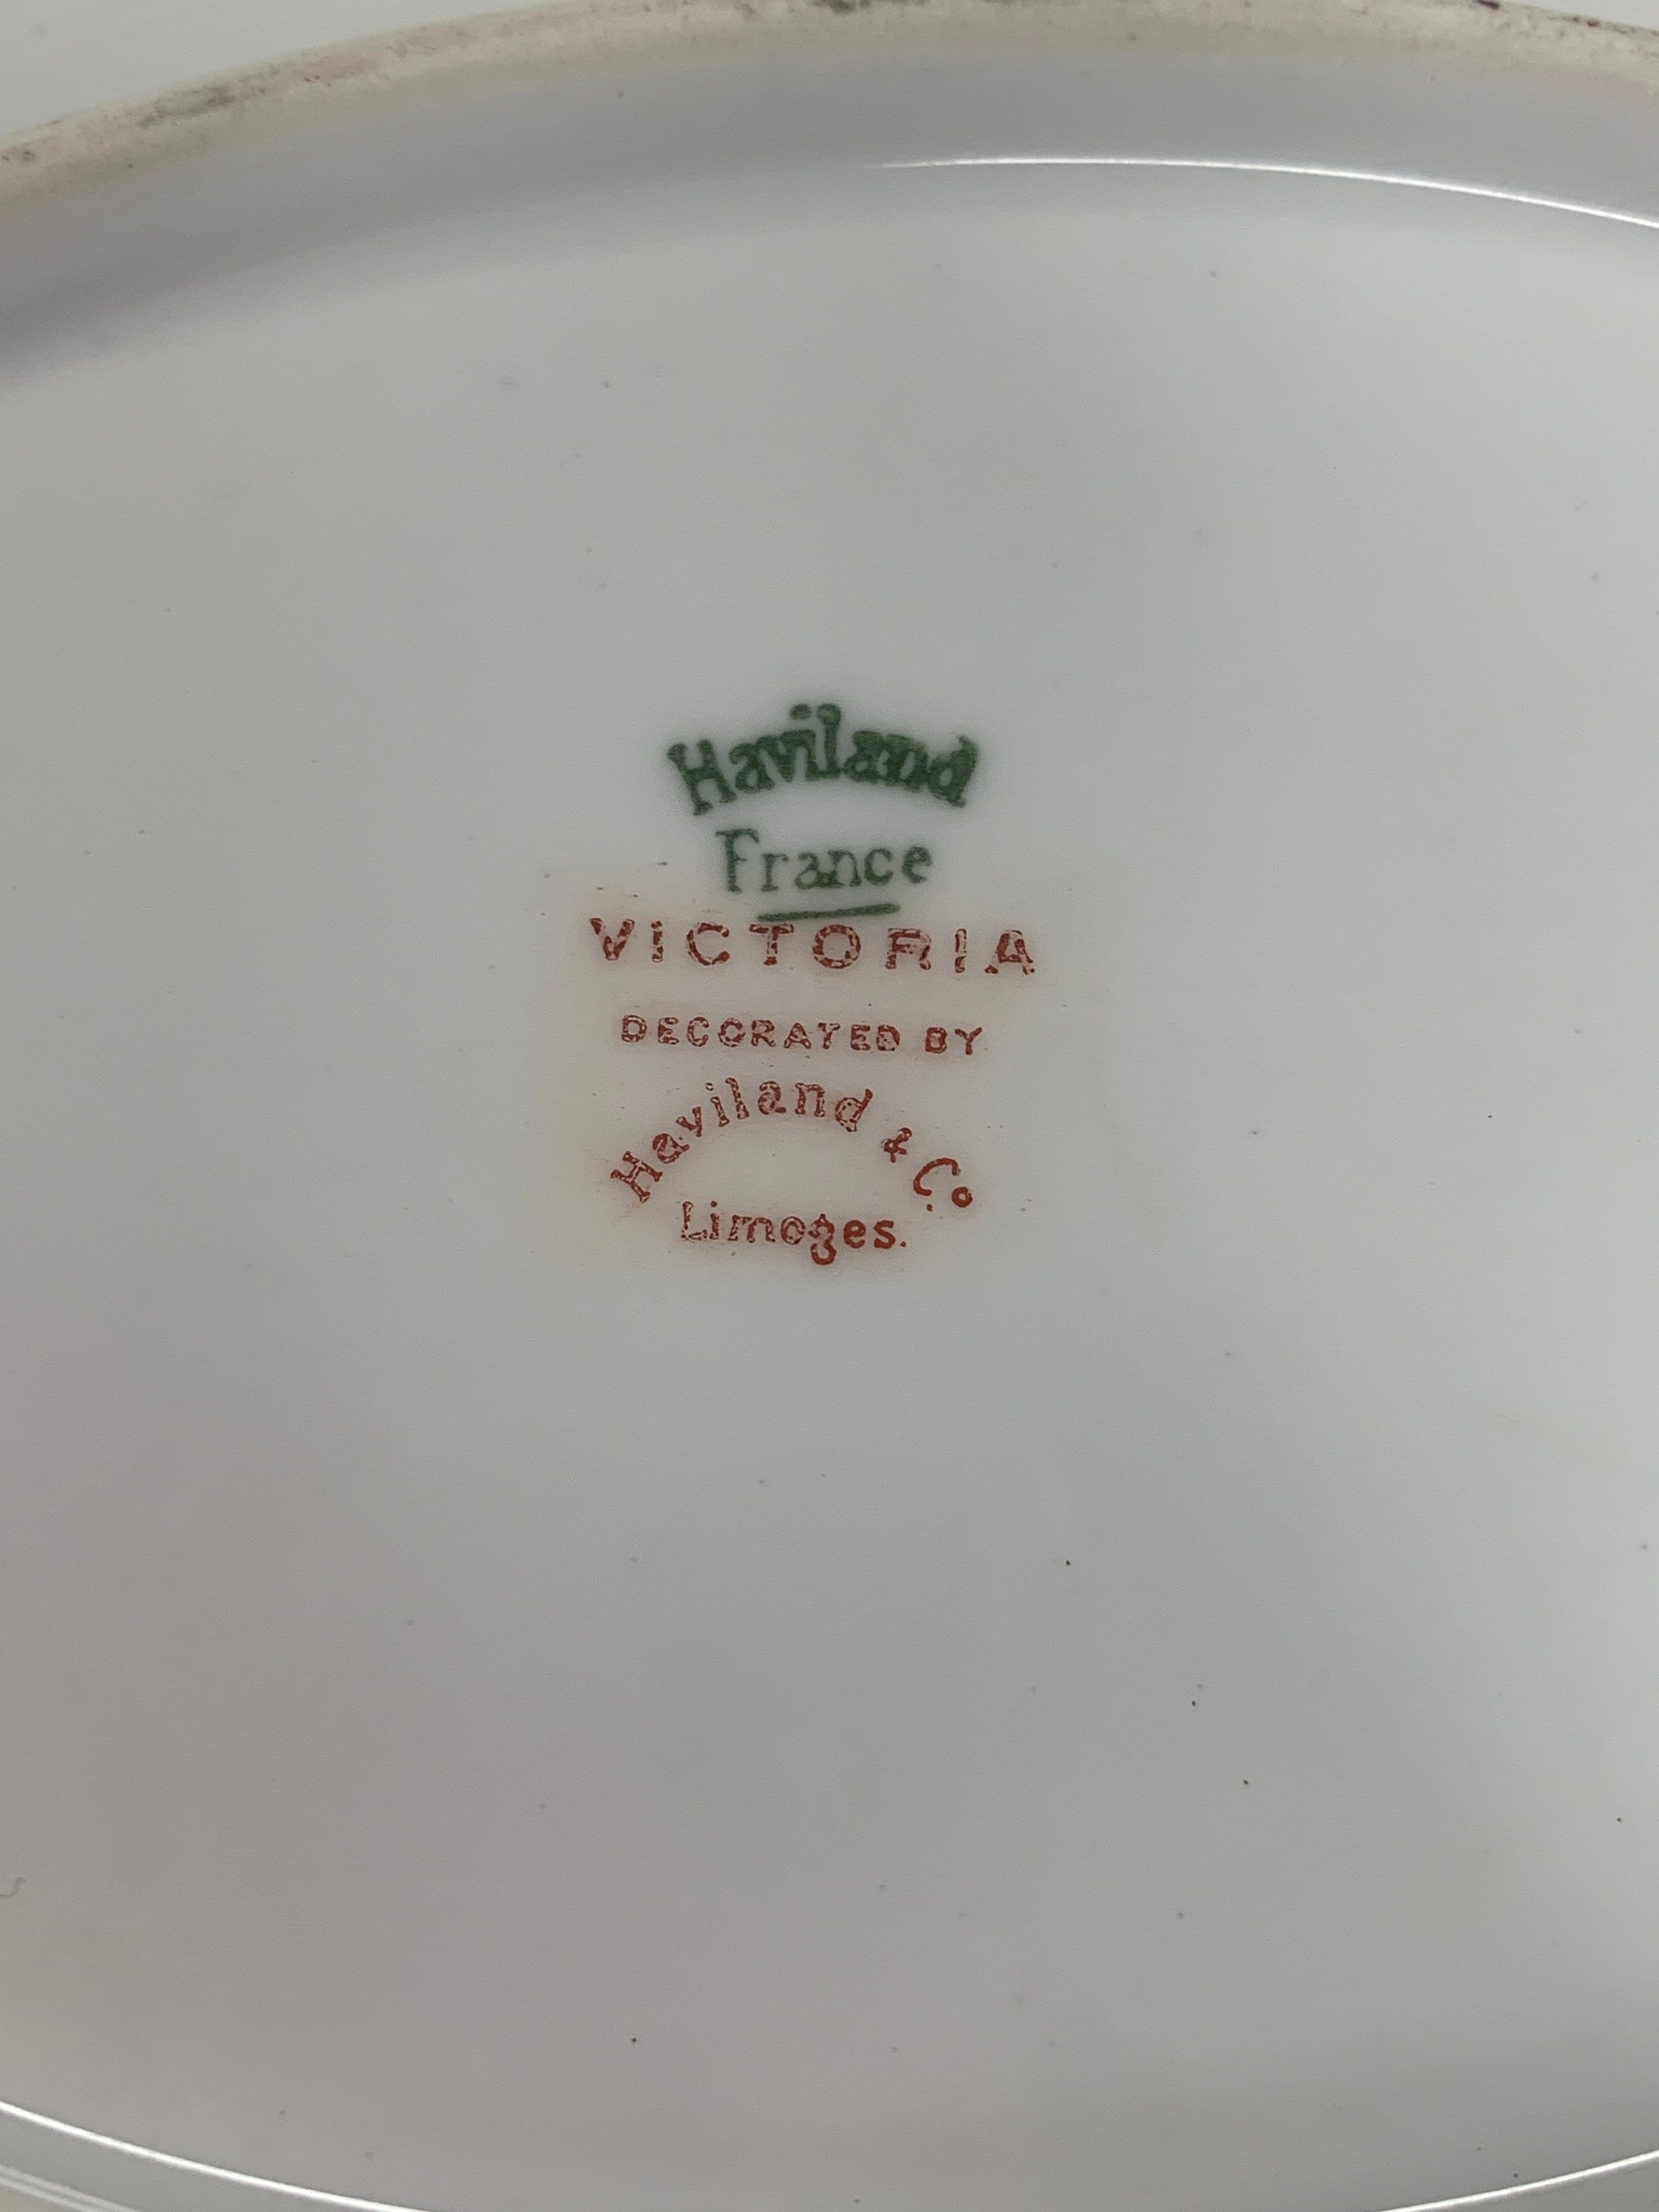 Haviland
France
VICTORIA
DECORATED BY
Haviland & Co.
Limoges.